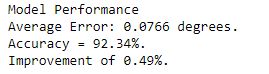 Model Performance
Average Error: 0.0766 degrees.
Accuracy = 92.34%.
Improvement of 0.49%.